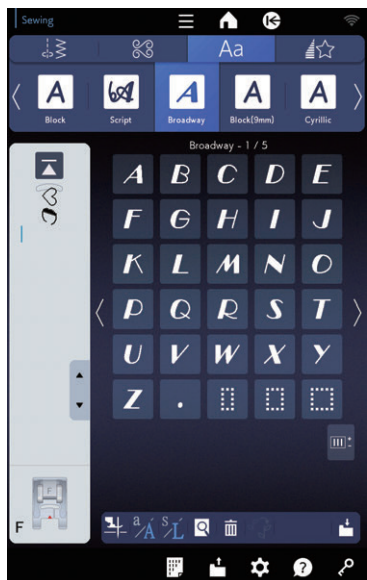 Sewing
Aa
A A A A A
Block Script Broadway Block(9mm) Cyrillic
Broadway - 1 / 5
A B C D E
F G H I J
K L M N O
P Q R S T
U V W X Y
Z .
F
a/Á S/Ĺ
?